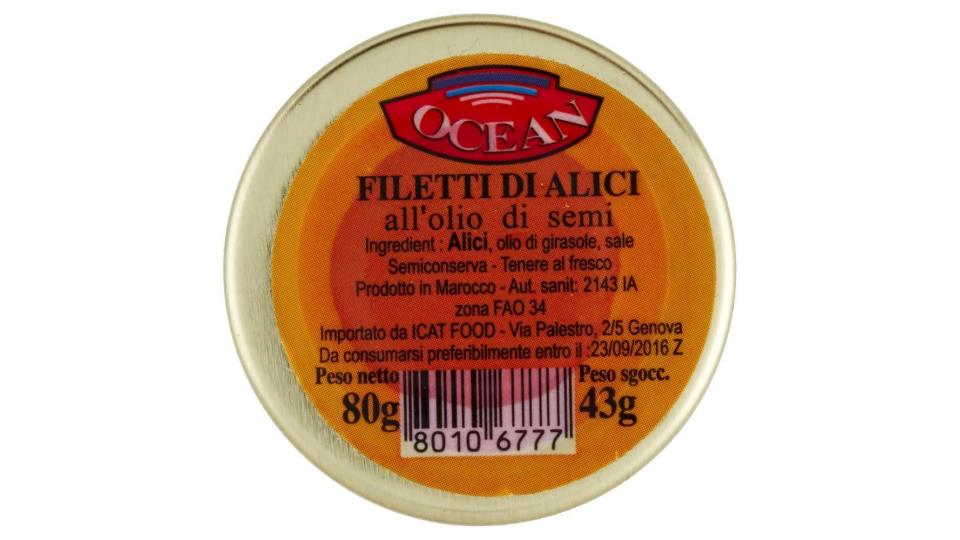 OCEAN
FILETTI DI ALICI
all'olio di semi
Ingredient : Alici, olio di girasole, sale
Semiconserva - Tenere al fresco
Prodotto in Marocco - Aut. sanit: 2143 IA
zona FAO 34
Importato da ICAT FOOD - Via Palestro, 2/5 Genova
Da consumarsi preferibilmente entro il :23/09/2016 Z
Peso netto Peso sgocc.
80g 43g
8010 6777